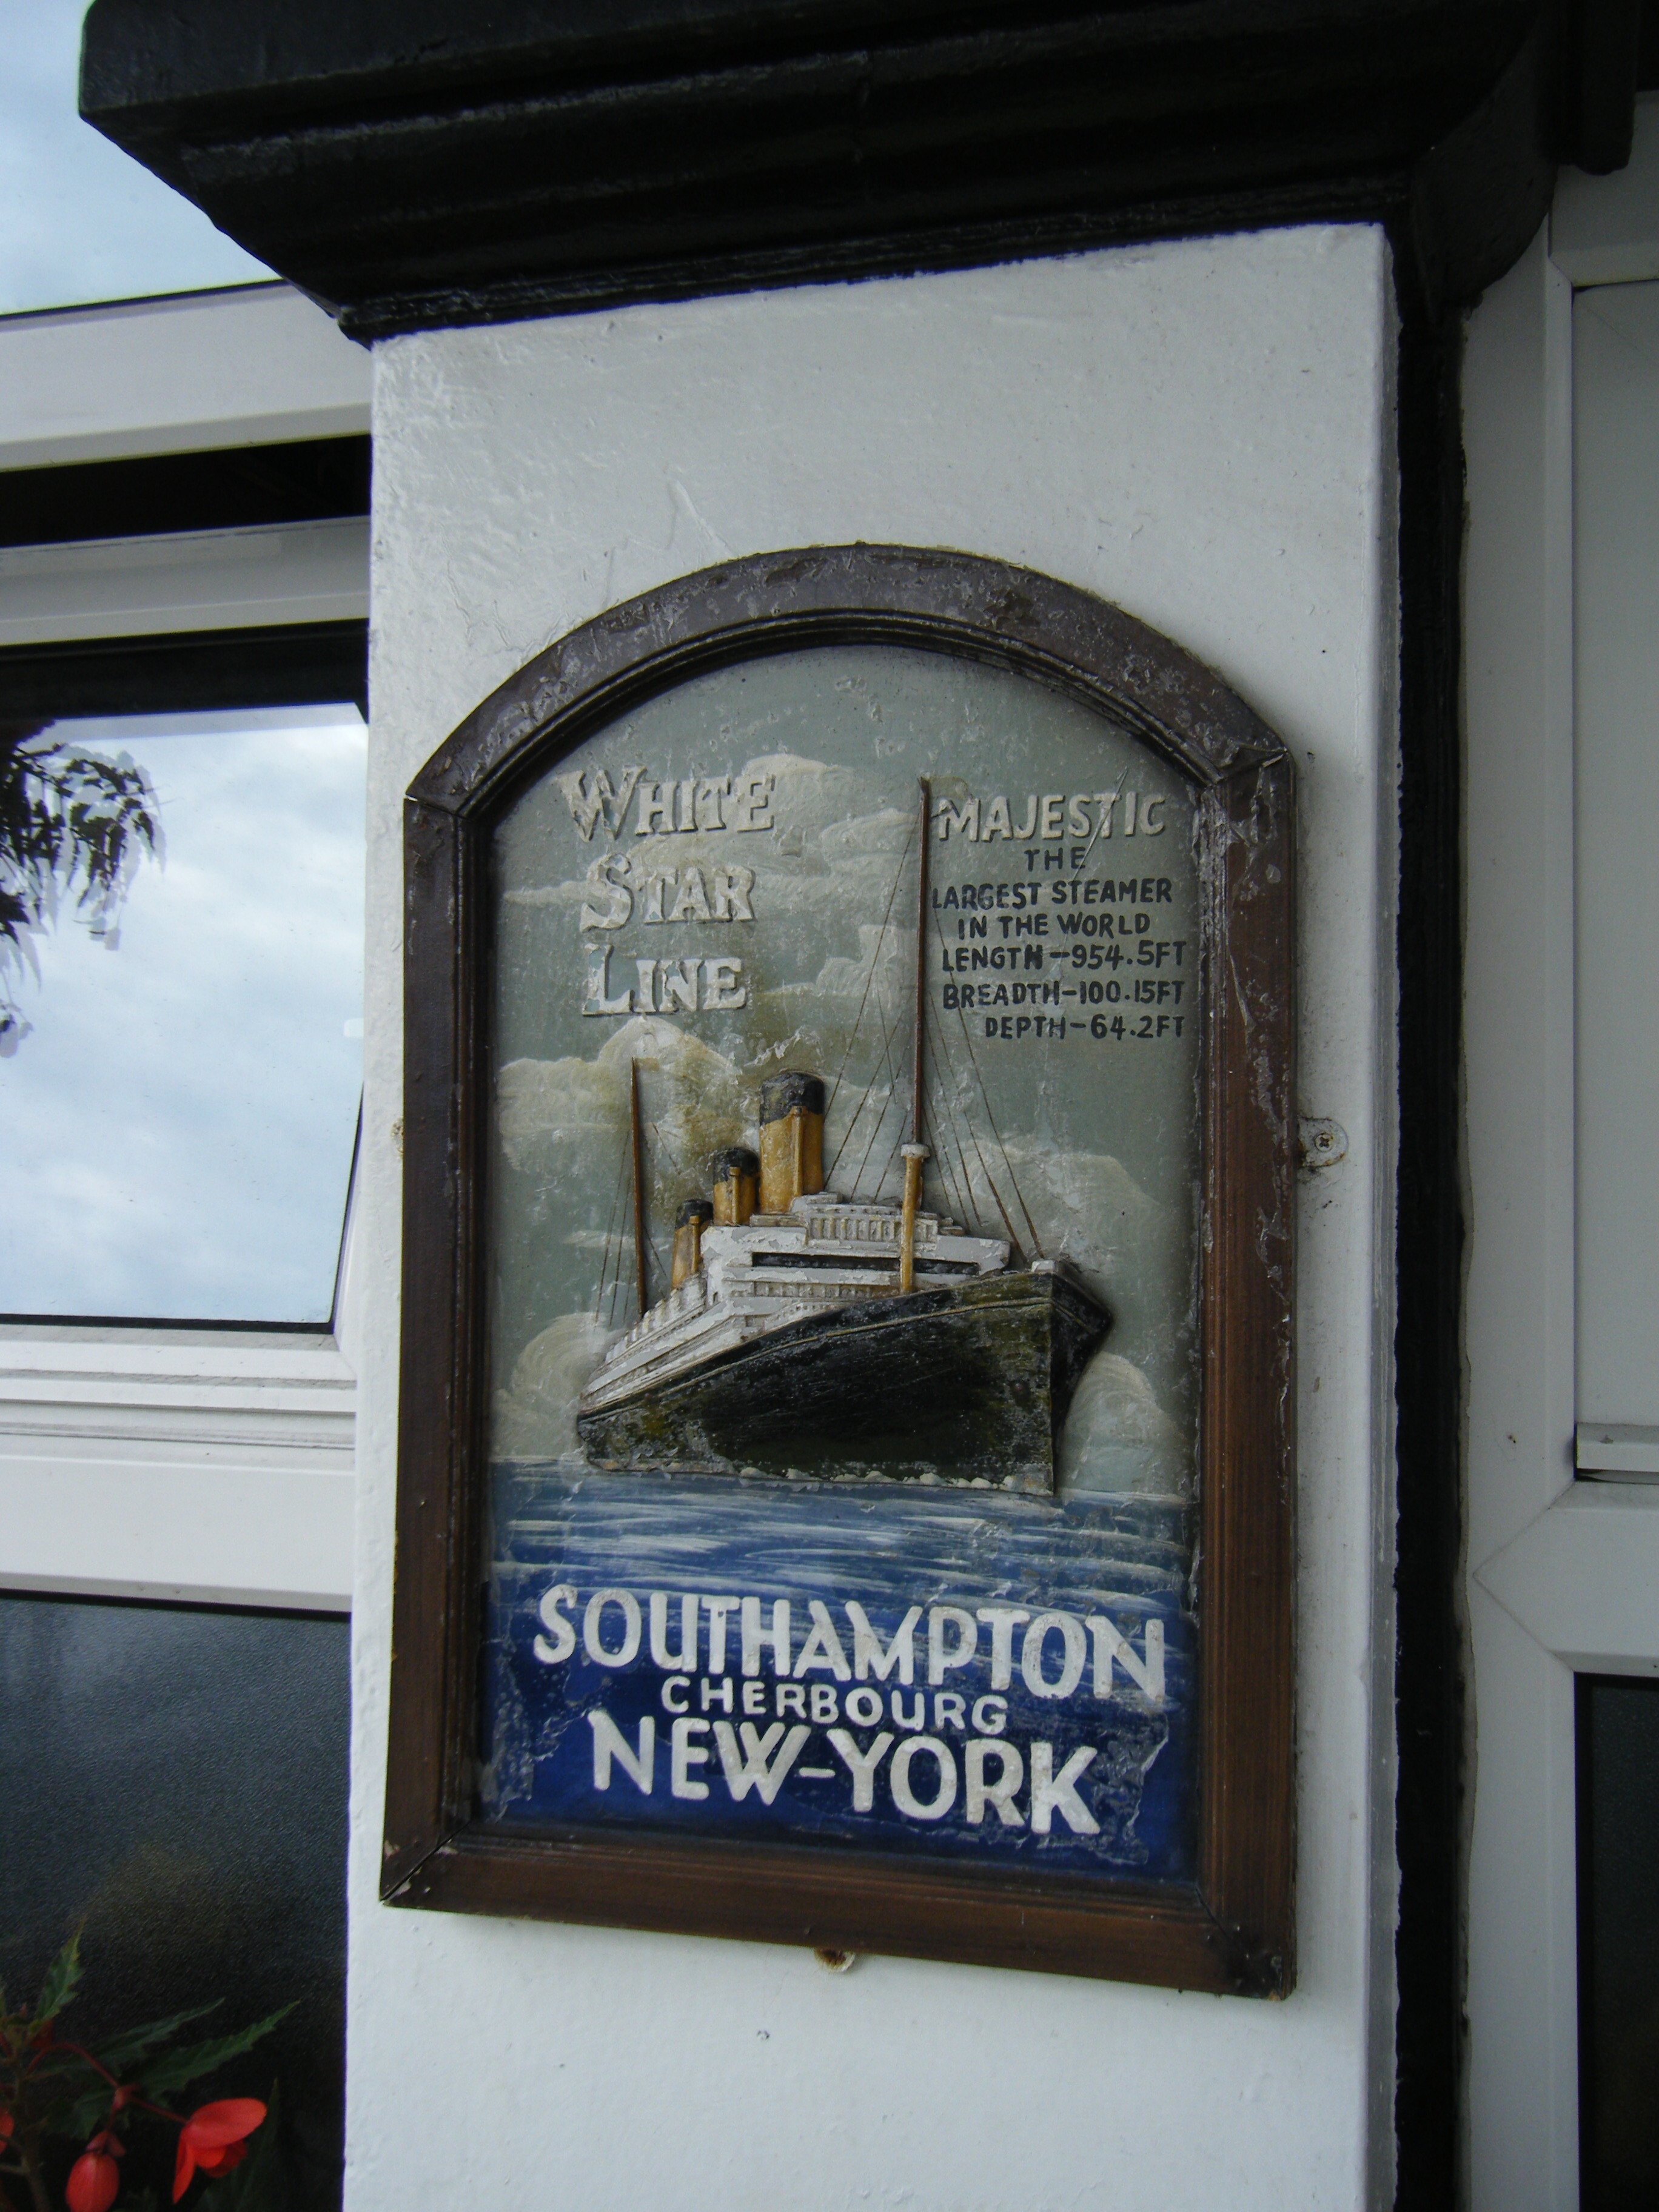 WHITE
STAR
LINE
MAJESTIC
THE
LARGEST STEAMER
IN THE WORLD
LENGTH-954.5FT
BREADTH-100.15FT
DEPTH-64.2FT
SOUTHAMPTON
CHERBOURG
NEW-YORK